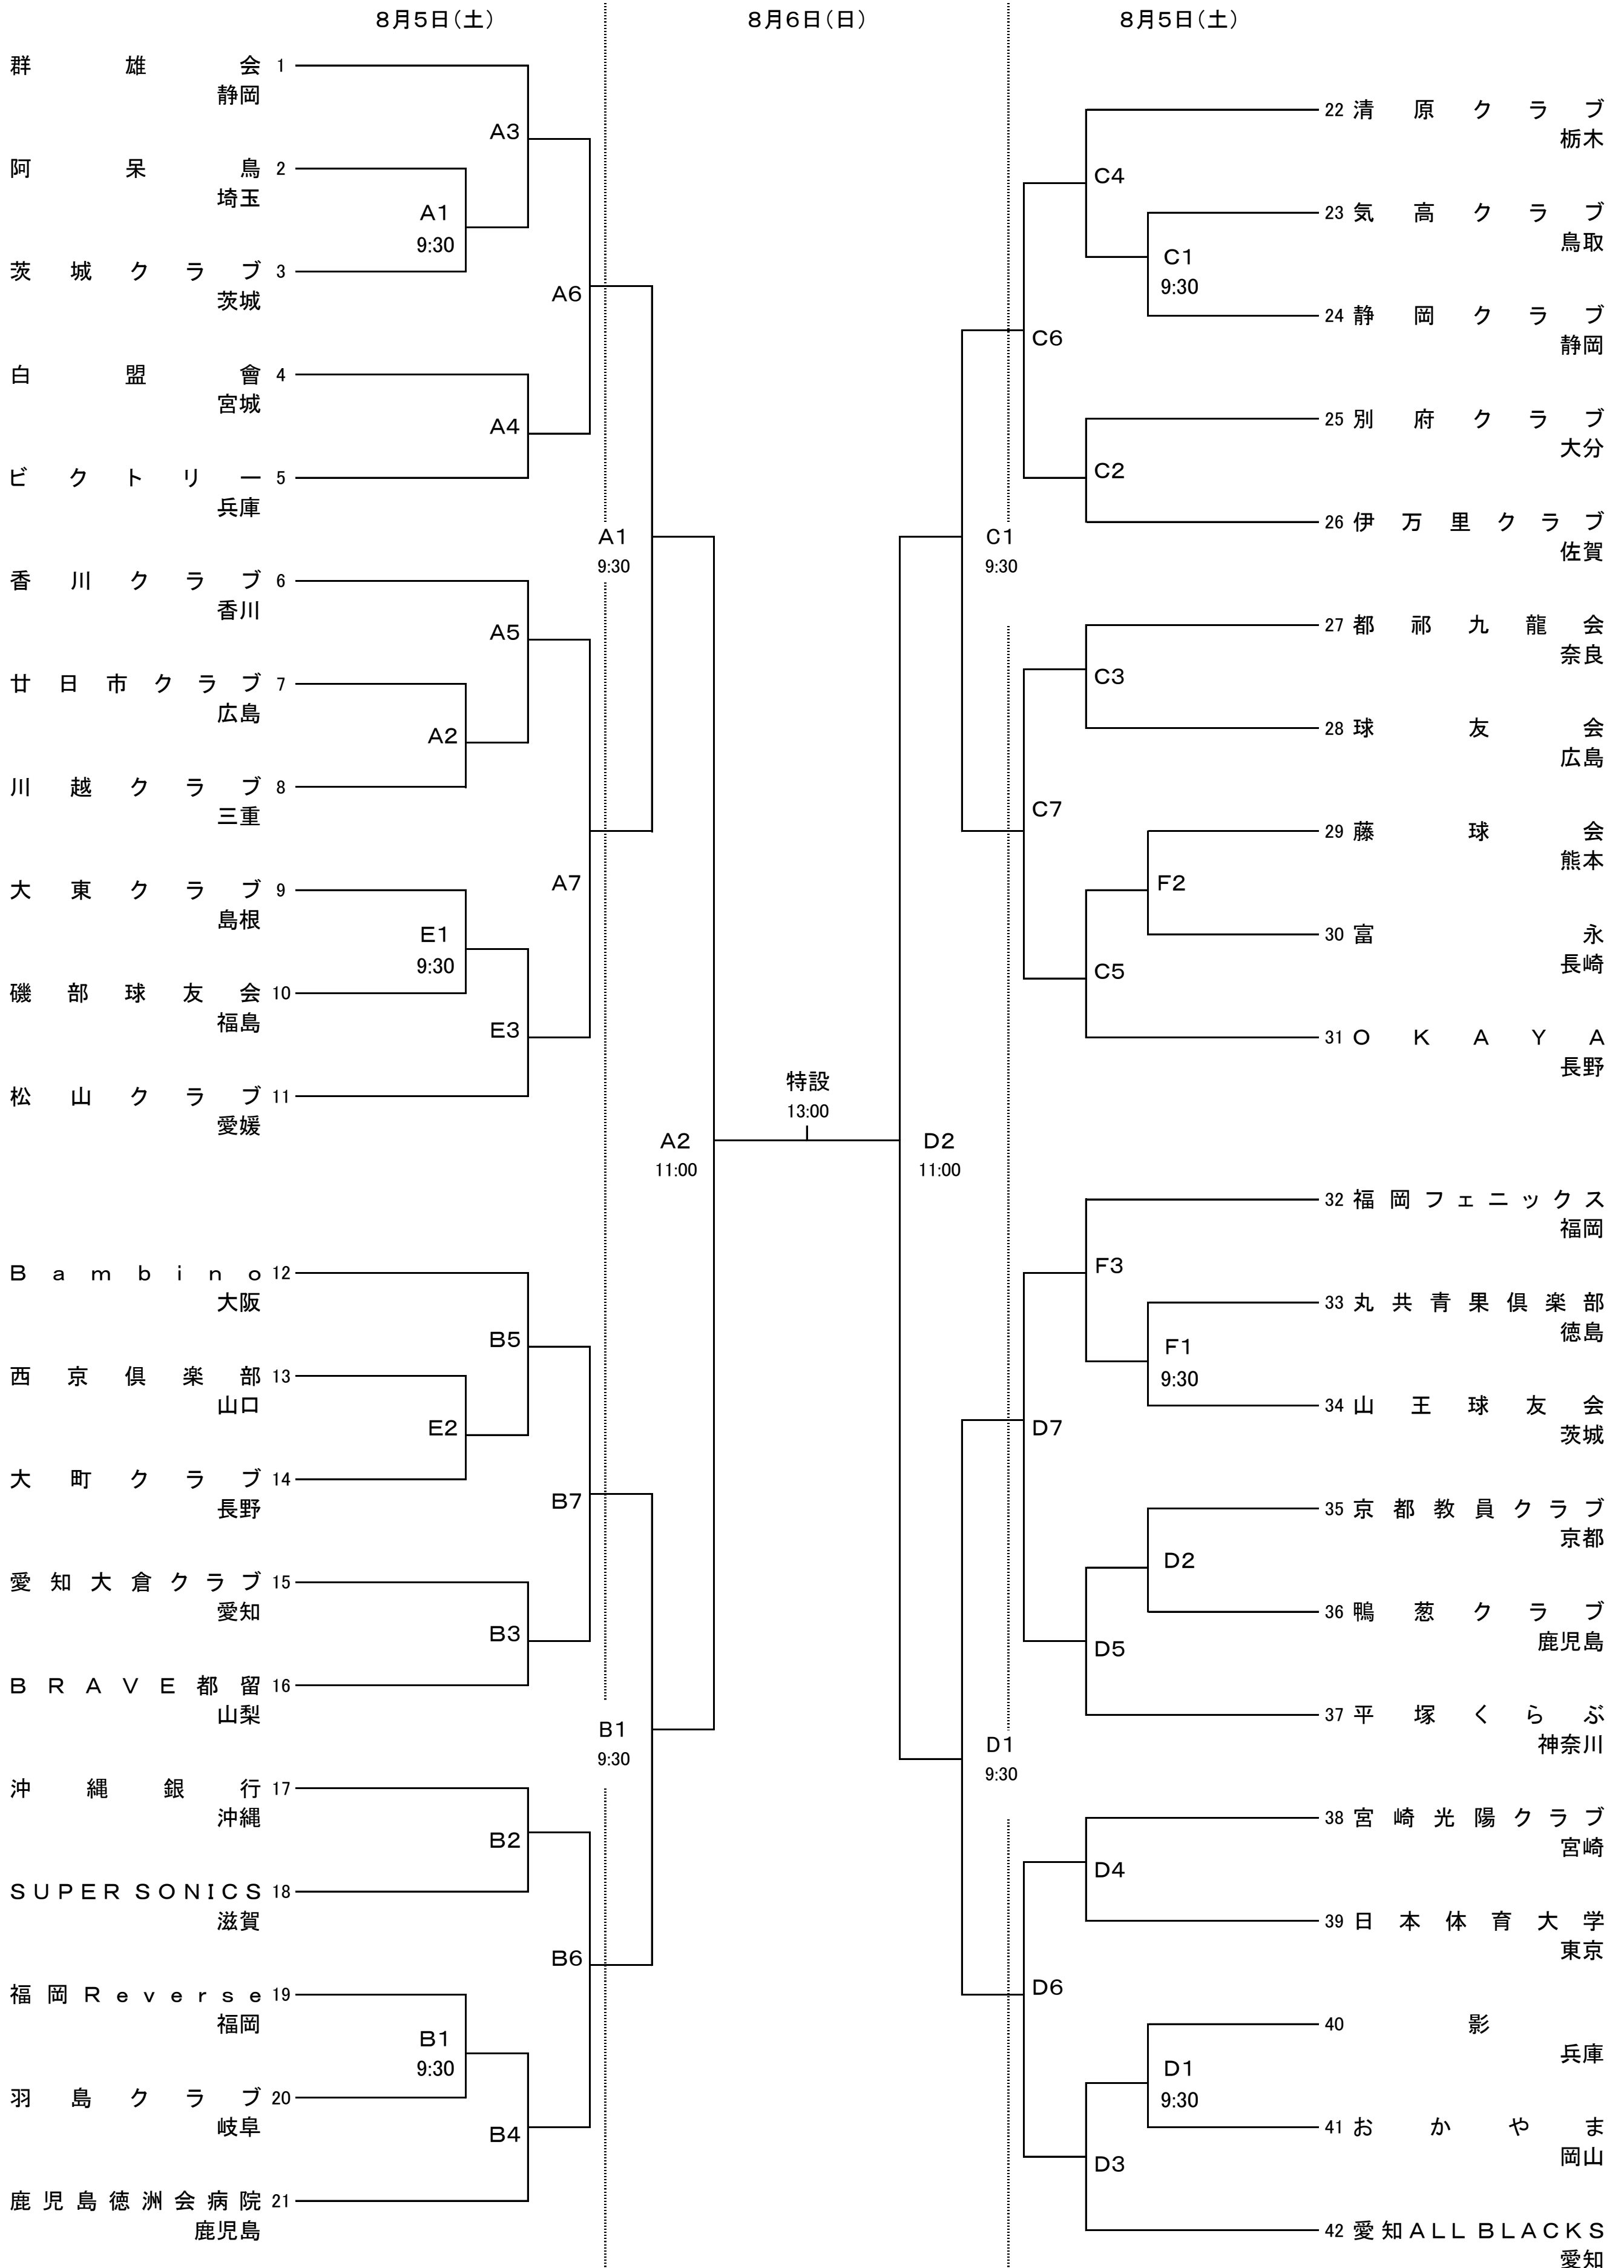 8月5日(土)
8月6日(日)
8月5日(土)
群雄会 1
静岡
A3
阿呆鳥 2
埼玉
A1
9:30
茨城クラブ 3
茨城
A6
白盟會 4
宮城
A4
ビクトリー 5
兵庫
A1
9:30
香川クラブ 6
香川
A5
廿日市クラブ 7
広島
A2
川越クラブ 8
三重
A7
大東クラブ 9
島根
E1
9:30
磯部球友会 10
福島
E3
松山クラブ 11
愛媛
A2
11:00
Bambino 12
大阪
B5
西京倶楽部 13
山口
E2
大町クラブ 14
長野
B7
愛知大倉クラブ 15
愛知
B3
BRAVE都留 16
山梨
B1
9:30
沖縄銀行 17
沖縄
B2
SUPER SONICS 18
滋賀
B6
福岡Reverse 19
福岡
B1
9:30
羽島クラブ 20
岐阜
B4
鹿児島徳洲会病院 21
鹿児島
特設
13:00
22 清原クラブ
栃木
C4
23 気高クラブ
鳥取
C1
9:30
24 静岡クラブ
静岡
C6
25 別府クラブ
大分
C2
26 伊万里クラブ
佐賀
C1
9:30
27 都祁九龍会
奈良
C3
28 球友会
広島
C7
29 藤球会
熊本
F2
30 富永
長崎
C5
31 OKAYA
長野
D2
11:00
32 福岡フェニックス
福岡
F3
33 丸共青果倶楽部
徳島
F1
9:30
34 山王球友会
茨城
D7
35 京都教員クラブ
京都
D2
36 鴨葱クラブ
鹿児島
D5
37 平塚くらぶ
神奈川
D1
9:30
38 宮崎光陽クラブ
宮崎
D4
39 日本体育大学
東京
D6
40 影
兵庫
D1
9:30
41 おかやま
岡山
D3
42 愛知ALL BLACKS
愛知